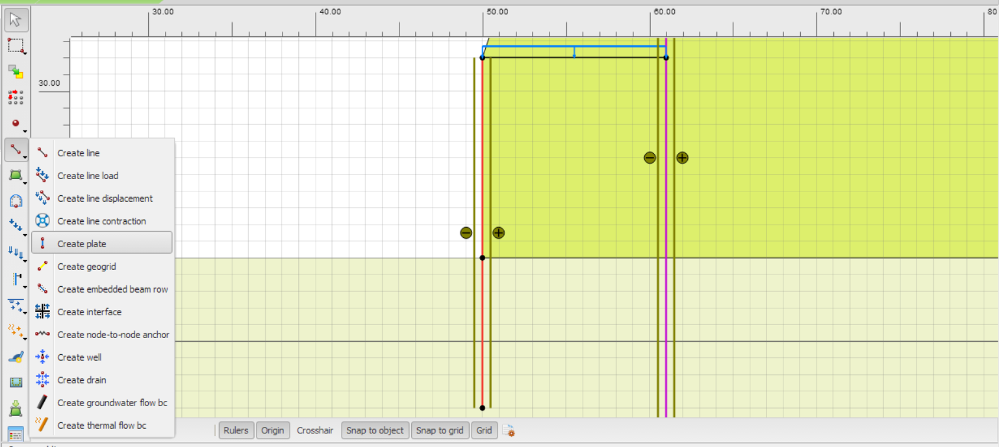 30.00 40.00 50.00 60.00 70.00 80
30.00
Create line
Create line load
Create line displacement
Create line contraction
Create plate
Create geogrid
Create embedded beam row
Create interface
Create node-to-node anchor
Create well
Create drain
Create groundwater flow bc
Create thermal flow bc
Rulers Origin Crosshair Snap to object Snap to grid Grid